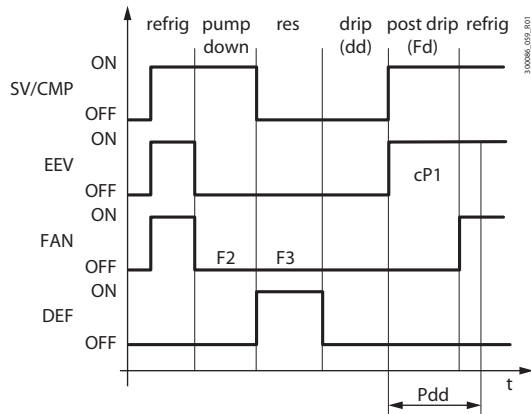 refrig pump down res drip (dd) post drip (Fd) refrig
300086_059_R01
SV/CMP ON OFF
EEV ON OFF
cP1
FAN ON OFF
F2 F3
DEF ON OFF
t
Pdd